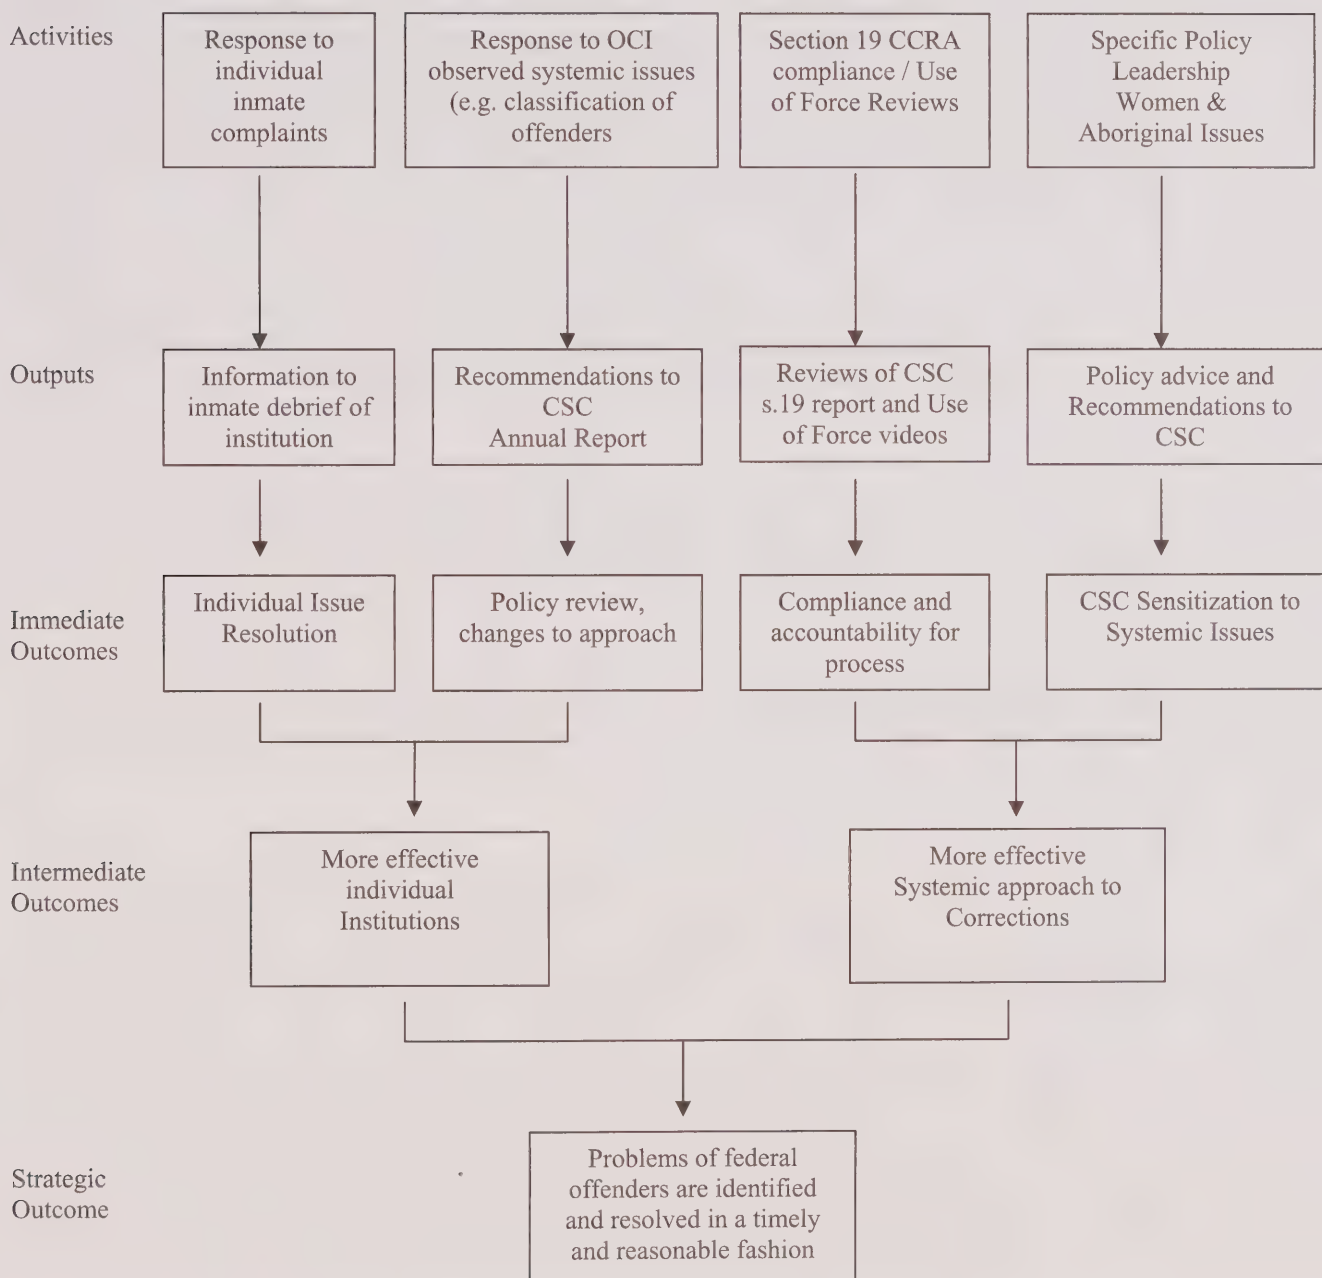 Activities
Response to
individual
inmate
complaints
Response to OCI
observed systemic issues
(e.g. classification of
offenders
Section 19 CCRA
compliance / Use
of Force Reviews
Specific Policy
Leadership
Women &
Aboriginal Issues
Outputs
Information to
inmate debrief of
institution
Recommendations to
CSC
Annual Report
Reviews of CSC
s.19 report and Use
of Force videos
Policy advice and
Recommendations to
CSC
Immediate
Outcomes
Individual Issue
Resolution
Policy review,
changes to approach
Compliance and
accountability for
process
CSC Sensitization to
Systemic Issues
Intermediate
Outcomes
More effective
individual
Institutions
More effective
Systemic approach to
Corrections
Strategic
Outcome
Problems of federal
offenders are identified
and resolved in a timely
and reasonable fashion